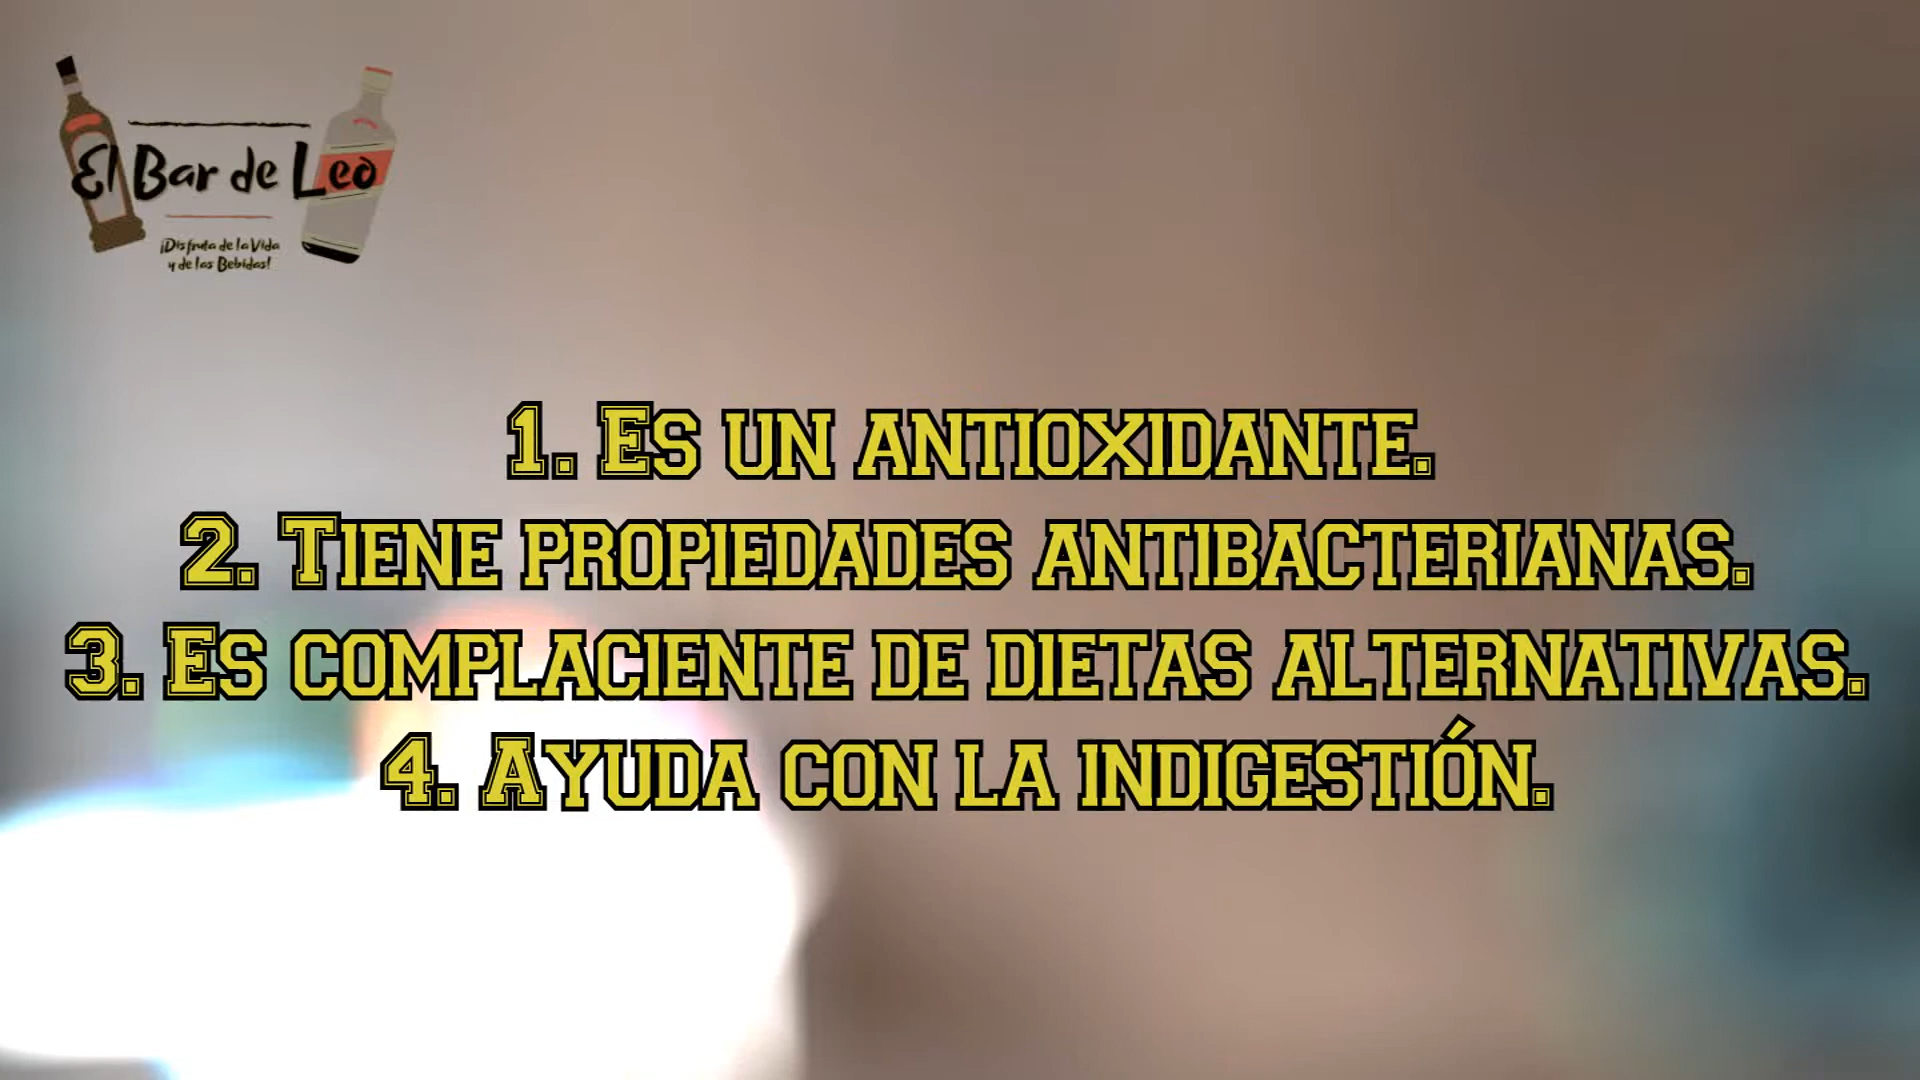 El Bar de Leo
¡Disfruta de la Vida
y de las Bebidas!
1. Es un antioxidante.
2. Tiene propiedades antibacterianas.
3. Es complaciente de dietas alternativas.
4. Ayuda con la indigestión.